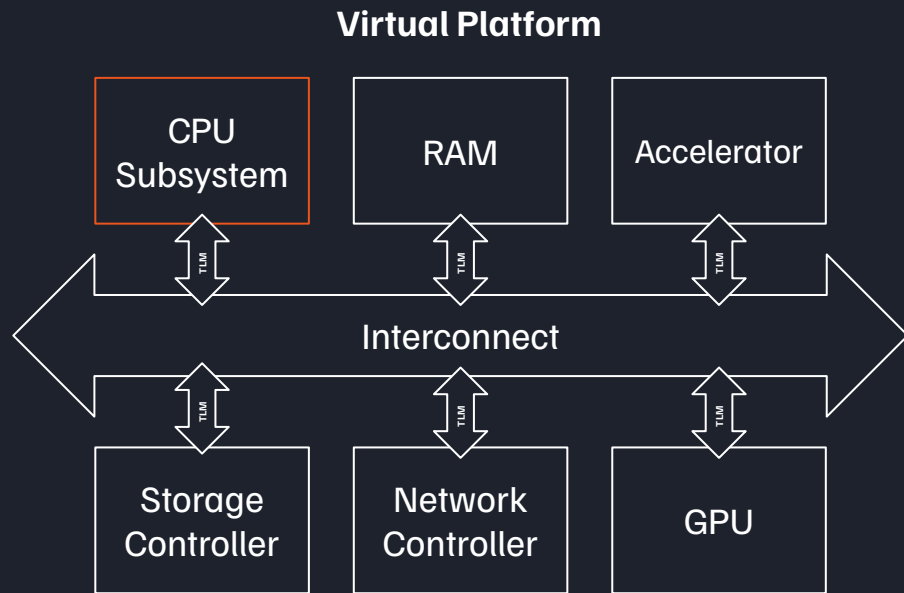 Virtual Platform
CPU
Subsystem
RAM
Accelerator
TLM
TLM
TLM
Interconnect
TLM
TLM
TLM
Storage
Controller
Network
Controller
GPU